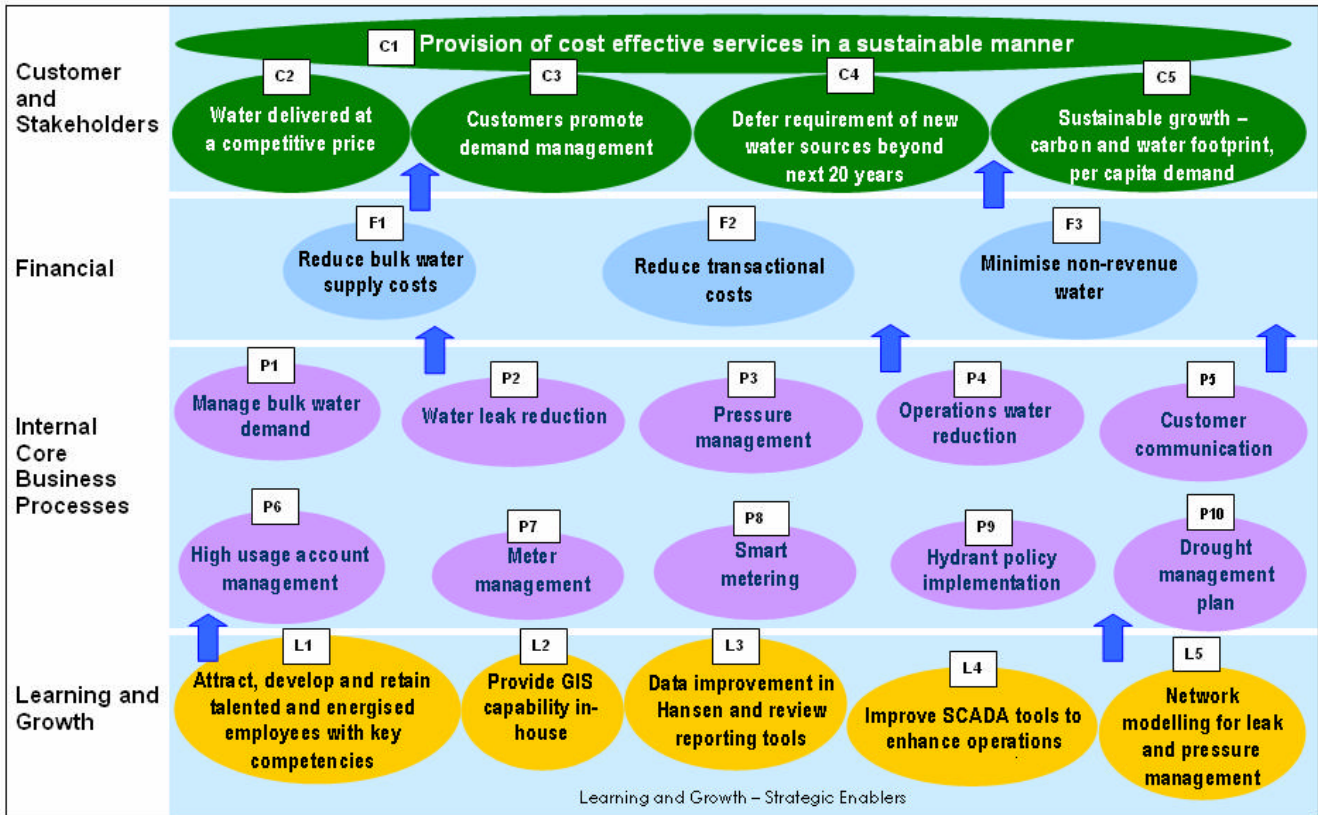 Customer
and
Stakeholders
C1
Provision of cost effective services in a sustainable manner
C2
Water delivered at
a competitive price
C3
Customers promote
demand management
C4
Defer requirement of new
water sources beyond
next 20 years
C5
Sustainable growth –
carbon and water footprint,
per capita demand
Financial
F1
Reduce bulk water
supply costs
F2
Reduce transactional
costs
F3
Minimise non-revenue
water
Internal
Core
Business
Processes
P1
Manage bulk water
demand
P2
Water leak reduction
P3
Pressure
management
P4
Operations water
reduction
P5
Customer
communication
P6
High usage account
management
P7
Meter
management
P8
Smart
metering
P9
Hydrant policy
implementation
P10
Drought
management
plan
Learning and
Growth
L1
Attract, develop and retain
talented and energised
employees with key
competencies
L2
Provide GIS
capability in-
house
L3
Data improvement in
Hansen and review
reporting tools
L4
Improve SCADA tools to
enhance operations
L5
Network
modelling for leak
and pressure
management
Learning and Growth – Strategic Enablers